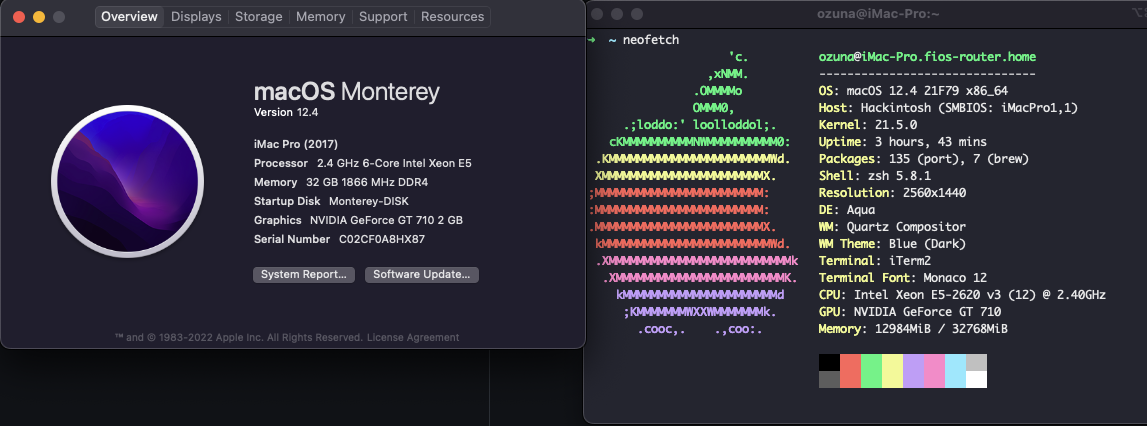 Overview Displays Storage Memory Support Resources
macOS Monterey
Version 12.4
iMac Pro (2017)
Processor 2.4 GHz 6-Core Intel Xeon E5
Memory 32 GB 1866 MHz DDR4
Startup Disk Monterey-DISK
Graphics NVIDIA GeForce GT 710 2 GB
Serial Number C02CF0A8HX87
System Report... Software Update...
™ and © 1983-2022 Apple Inc. All Rights Reserved. License Agreement
ozuna@iMac-Pro:~
➜ ~ neofetch
'c.
,xNMM.
.OMMMMo
OMMM0,
.;loddo:' loolloddol;.
cKMMMMMMMMMMNWMMMMMMMMMM0:
.KMMMMMMMMMMMMMMMMMMMMMMMWd.
XMMMMMMMMMMMMMMMMMMMMMMMX.
;MMMMMMMMMMMMMMMMMMMMMMMM:
:MMMMMMMMMMMMMMMMMMMMMMMM:
.MMMMMMMMMMMMMMMMMMMMMMMMX.
kMMMMMMMMMMMMMMMMMMMMMMMMWd.
.XMMMMMMMMMMMMMMMMMMMMMMMMMMk
.XMMMMMMMMMMMMMMMMMMMMMMMMK.
kMMMMMMMMMMMMMMMMMMMMMMd
;KMMMMMMMWXXWMMMMMMMk.
.cooc,. .,coo:.
ozuna@iMac-Pro.fios-router.home
-------------------------------
OS: macOS 12.4 21F79 x86_64
Host: Hackintosh (SMBIOS: iMacPro1,1)
Kernel: 21.5.0
Uptime: 3 hours, 43 mins
Packages: 135 (port), 7 (brew)
Shell: zsh 5.8.1
Resolution: 2560x1440
DE: Aqua
WM: Quartz Compositor
WM Theme: Blue (Dark)
Terminal: iTerm2
Terminal Font: Monaco 12
CPU: Intel Xeon E5-2620 v3 (12) @ 2.40GHz
GPU: NVIDIA GeForce GT 710
Memory: 12984MiB / 32768MiB